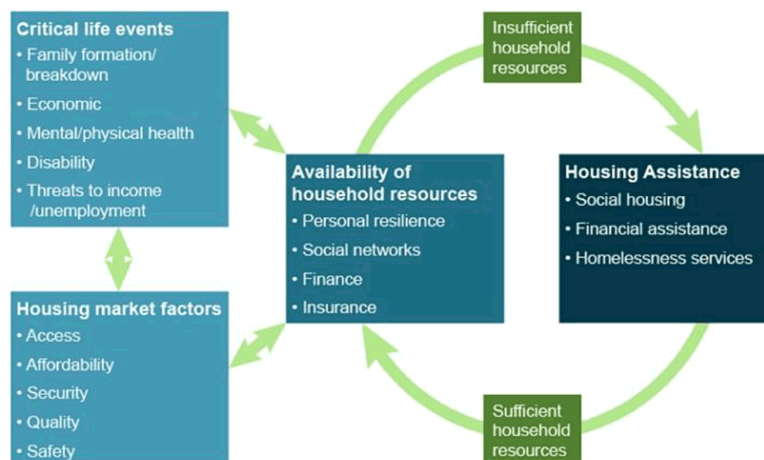 Critical life events
• Family formation/
breakdown
• Economic
• Mental/physical health
• Disability
• Threats to income
/unemployment
Housing market factors
• Access
• Affordability
• Security
• Quality
• Safety
Availability of
household resources
• Personal resilience
• Social networks
• Finance
• Insurance
Insufficient
household
resources
Housing Assistance
• Social housing
• Financial assistance
• Homelessness services
Sufficient
household
resources